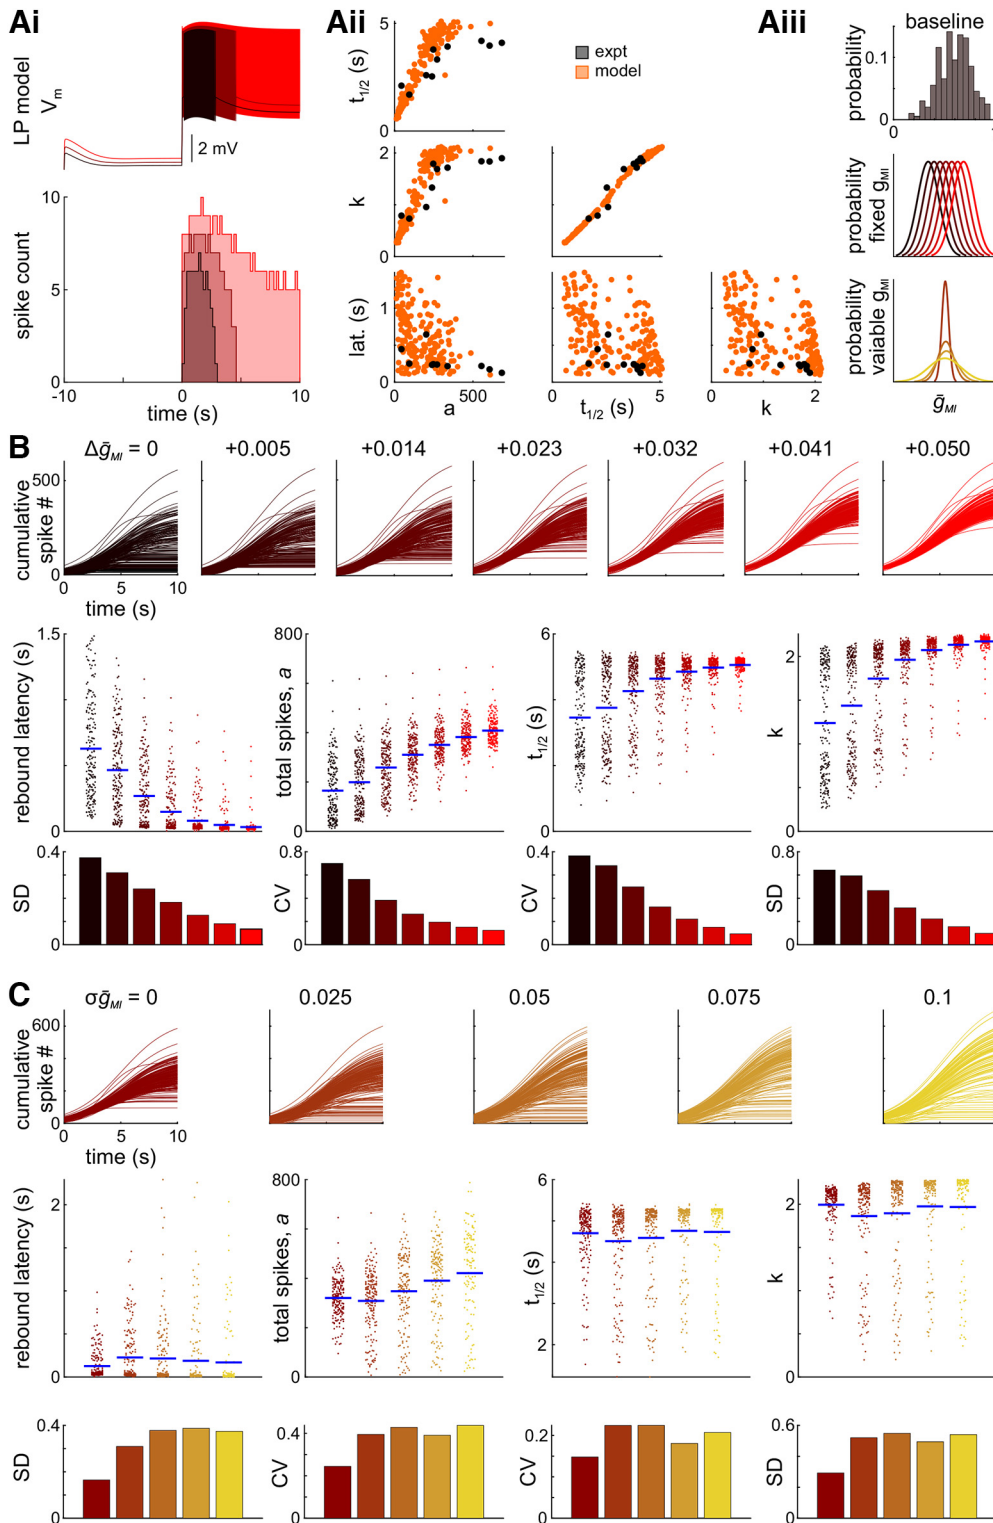 Ai
LP model
Vm
2 mV
spike count
10
5
0
-10
0
10
time (s)
Aii
t1/2 (s)
5
0
expt
model
k
2
0
lat. (s)
1
0
0
500
a
0
5
t1/2 (s)
0
2
k
Aiii
baseline
probability
0.1
0
0
probability
fixed gMI
probability
vaiable gMI
ḡMI
B
ΔḡMI = 0
+0.005
+0.014
+0.023
+0.032
+0.041
+0.050
cumulative
spike #
500
0
0
5
10
time (s)
rebound latency (s)
1.5
0
total spikes, a
800
0
t1/2 (s)
6
0
k
2
0
SD
0.4
0
CV
0.8
0
CV
0.4
0
SD
0.8
0
C
σḡMI = 0
0.025
0.05
0.075
0.1
cumulative
spike #
600
0
0
5
10
time (s)
rebound latency (s)
2
0
total spikes, a
800
0
t1/2 (s)
6
2
k
2
0
SD
0.4
0
CV
0.4
0
CV
0.2
0
SD
0.6
0